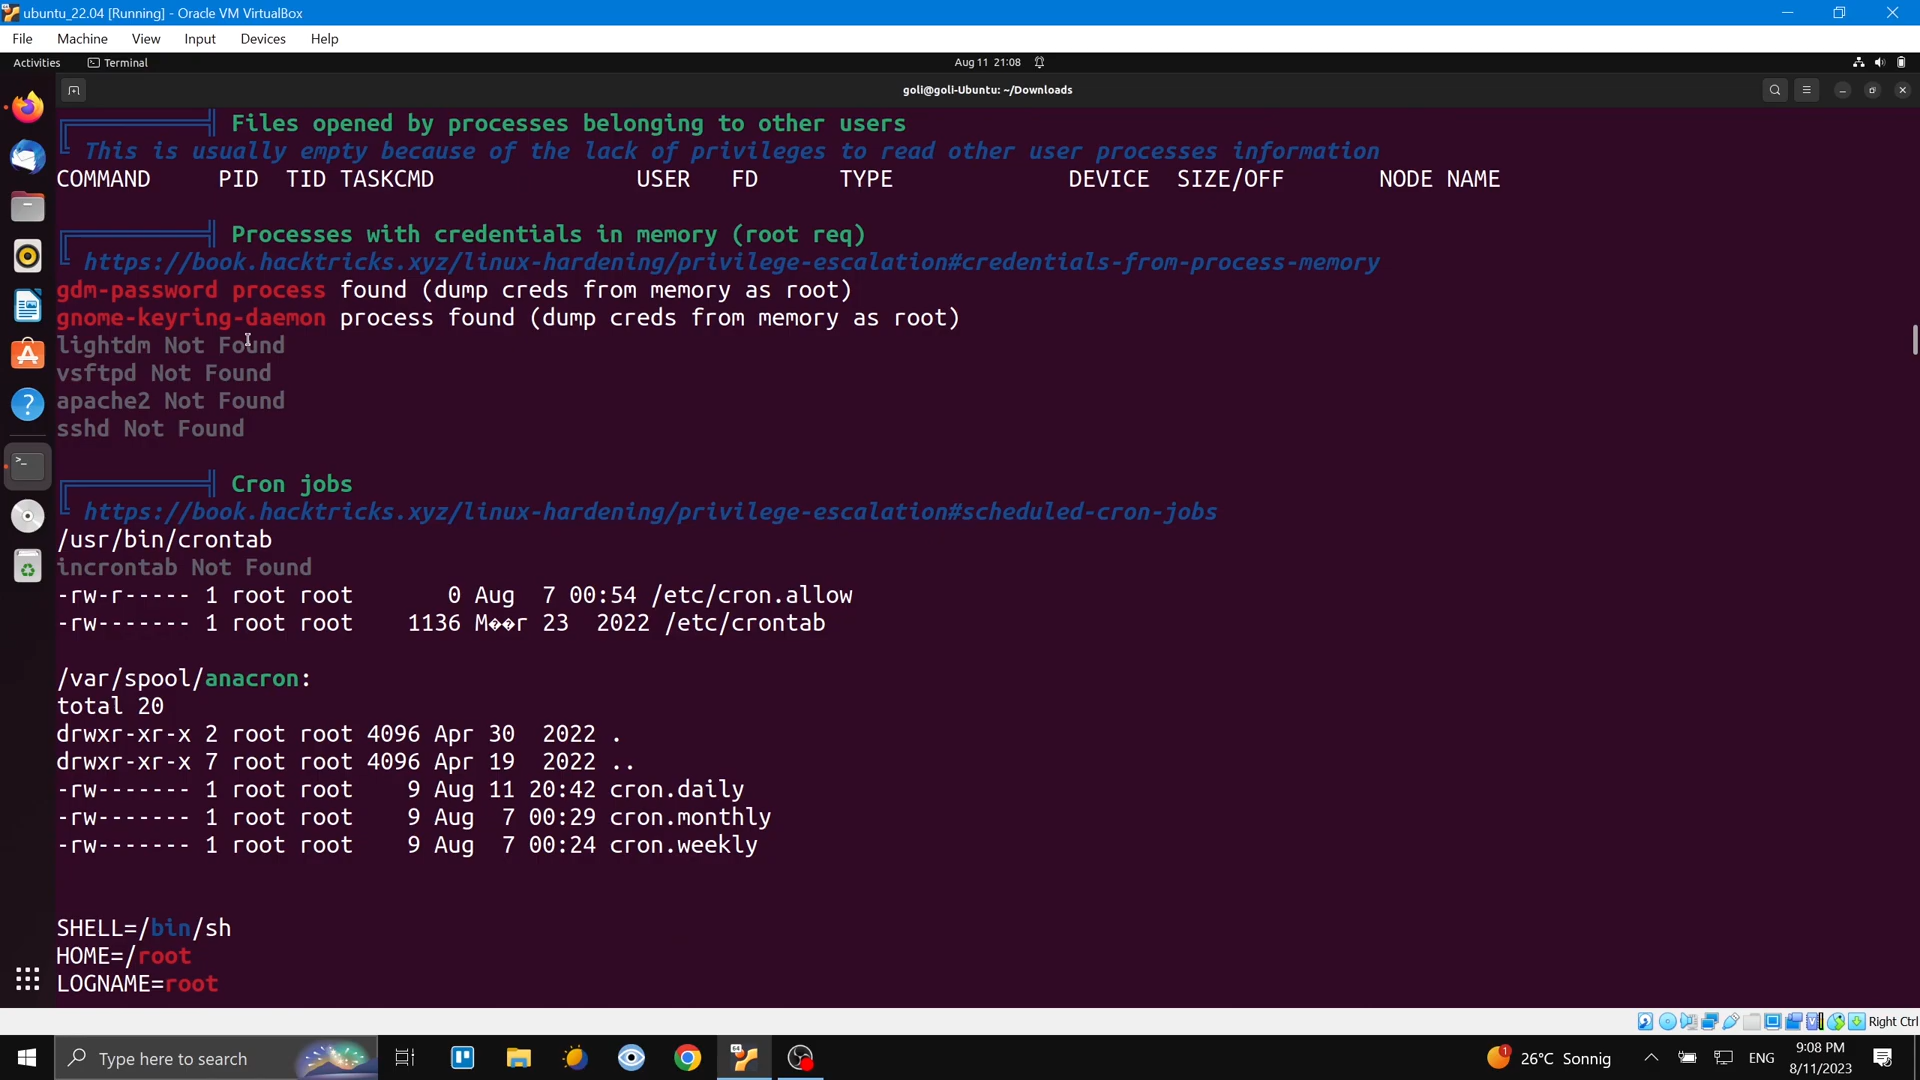 ubuntu_22.04 [Running] - Oracle VM VirtualBox
File Machine View Input Devices Help
Activities Terminal Aug 11 21:08
goli@goli-Ubuntu: ~/Downloads
Files opened by processes belonging to other users
This is usually empty because of the lack of privileges to read other user processes information
COMMAND PID TID TASKCMD USER FD TYPE DEVICE SIZE/OFF NODE NAME
Processes with credentials in memory (root req)
https://book.hacktricks.xyz/linux-hardening/privilege-escalation#credentials-from-process-memory
gdm-password process found (dump creds from memory as root)
gnome-keyring-daemon process found (dump creds from memory as root)
lightdm Not Found
vsftpd Not Found
apache2 Not Found
sshd Not Found
Cron jobs
https://book.hacktricks.xyz/linux-hardening/privilege-escalation#scheduled-cron-jobs
/usr/bin/crontab
incrontab Not Found
-rw-r----- 1 root root 0 Aug 7 00:54 /etc/cron.allow
-rw------- 1 root root 1136 M��r 23 2022 /etc/crontab
/var/spool/anacron:
total 20
drwxr-xr-x 2 root root 4096 Apr 30 2022 .
drwxr-xr-x 7 root root 4096 Apr 19 2022 ..
-rw------- 1 root root 9 Aug 11 20:42 cron.daily
-rw------- 1 root root 9 Aug 7 00:29 cron.monthly
-rw------- 1 root root 9 Aug 7 00:24 cron.weekly
SHELL=/bin/sh
HOME=/root
LOGNAME=root
Right Ctrl
Type here to search
1 26°C Sonnig ENG
9:08 PM
8/11/2023